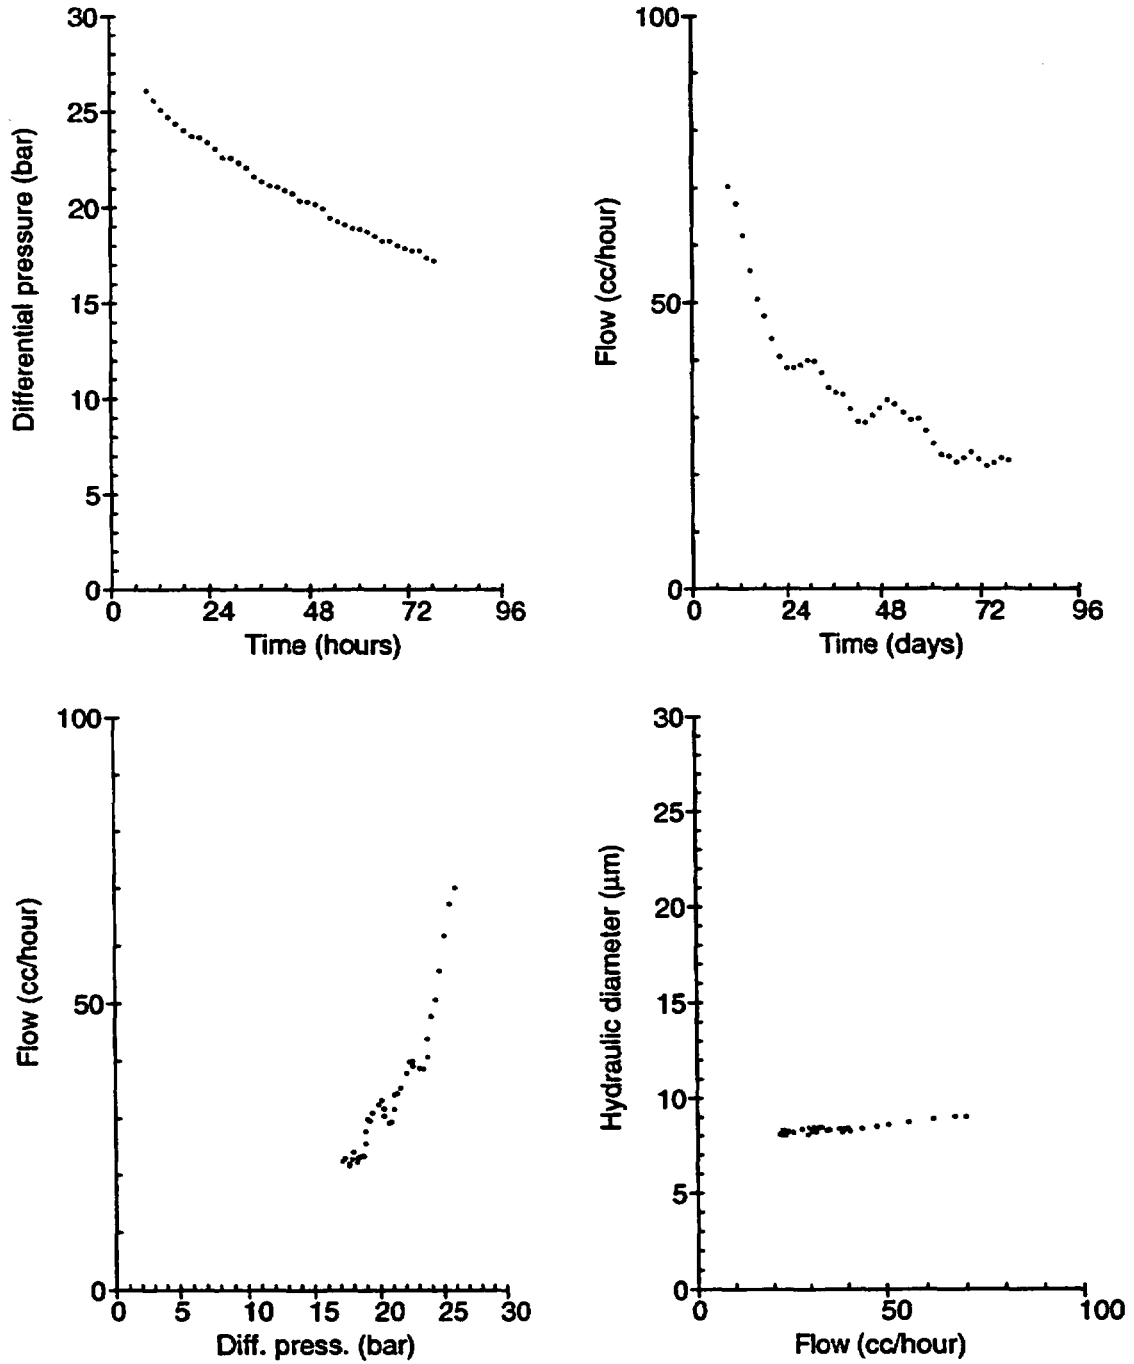 30
25
20
15
10
5
0
Differential pressure (bar)
0 24 48 72 96
Time (hours)
100
50
0
Flow (cc/hour)
0 24 48 72 96
Time (days)
100
50
0
Flow (cc/hour)
0 5 10 15 20 25 30
Diff. press. (bar)
30
25
20
15
10
5
0
Hydraulic diameter (μm)
0 50 100
Flow (cc/hour)